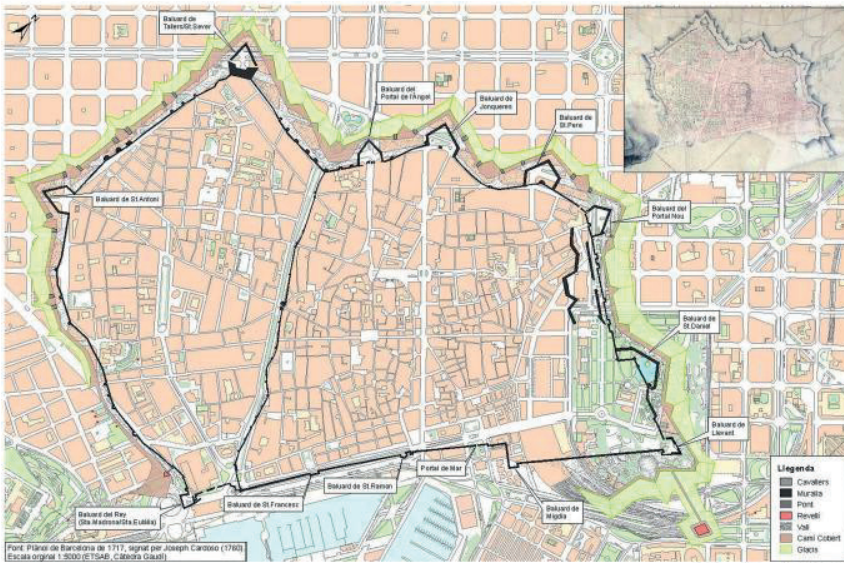 Baluard de
Tallers/St.Sever
Baluard del
Portal de l'Àngel
Baluard de
Jonqueres
Baluard de
St.Pere
Baluard de St.Antoni
Baluard del
Portal Nou
Baluard de
St.Daniel
Baluard de
Llevant
Portal de Mar
Baluard de St.Ramon
Baluard de St.Francesc
Baluard de
Migdia
Baluard del Rey
(Sta.Madrona/Sta.Eulàlia)
Llegenda
Cavallers
Muralla
Pont
Revellí
Vall
Camí Cobert
Glacis
Font: Plànol de Barcelona de 1717, signat per Joseph Cardoso (1760).
Escala orginal 1:5000 (ETSAB, Càtedra Gaudí)